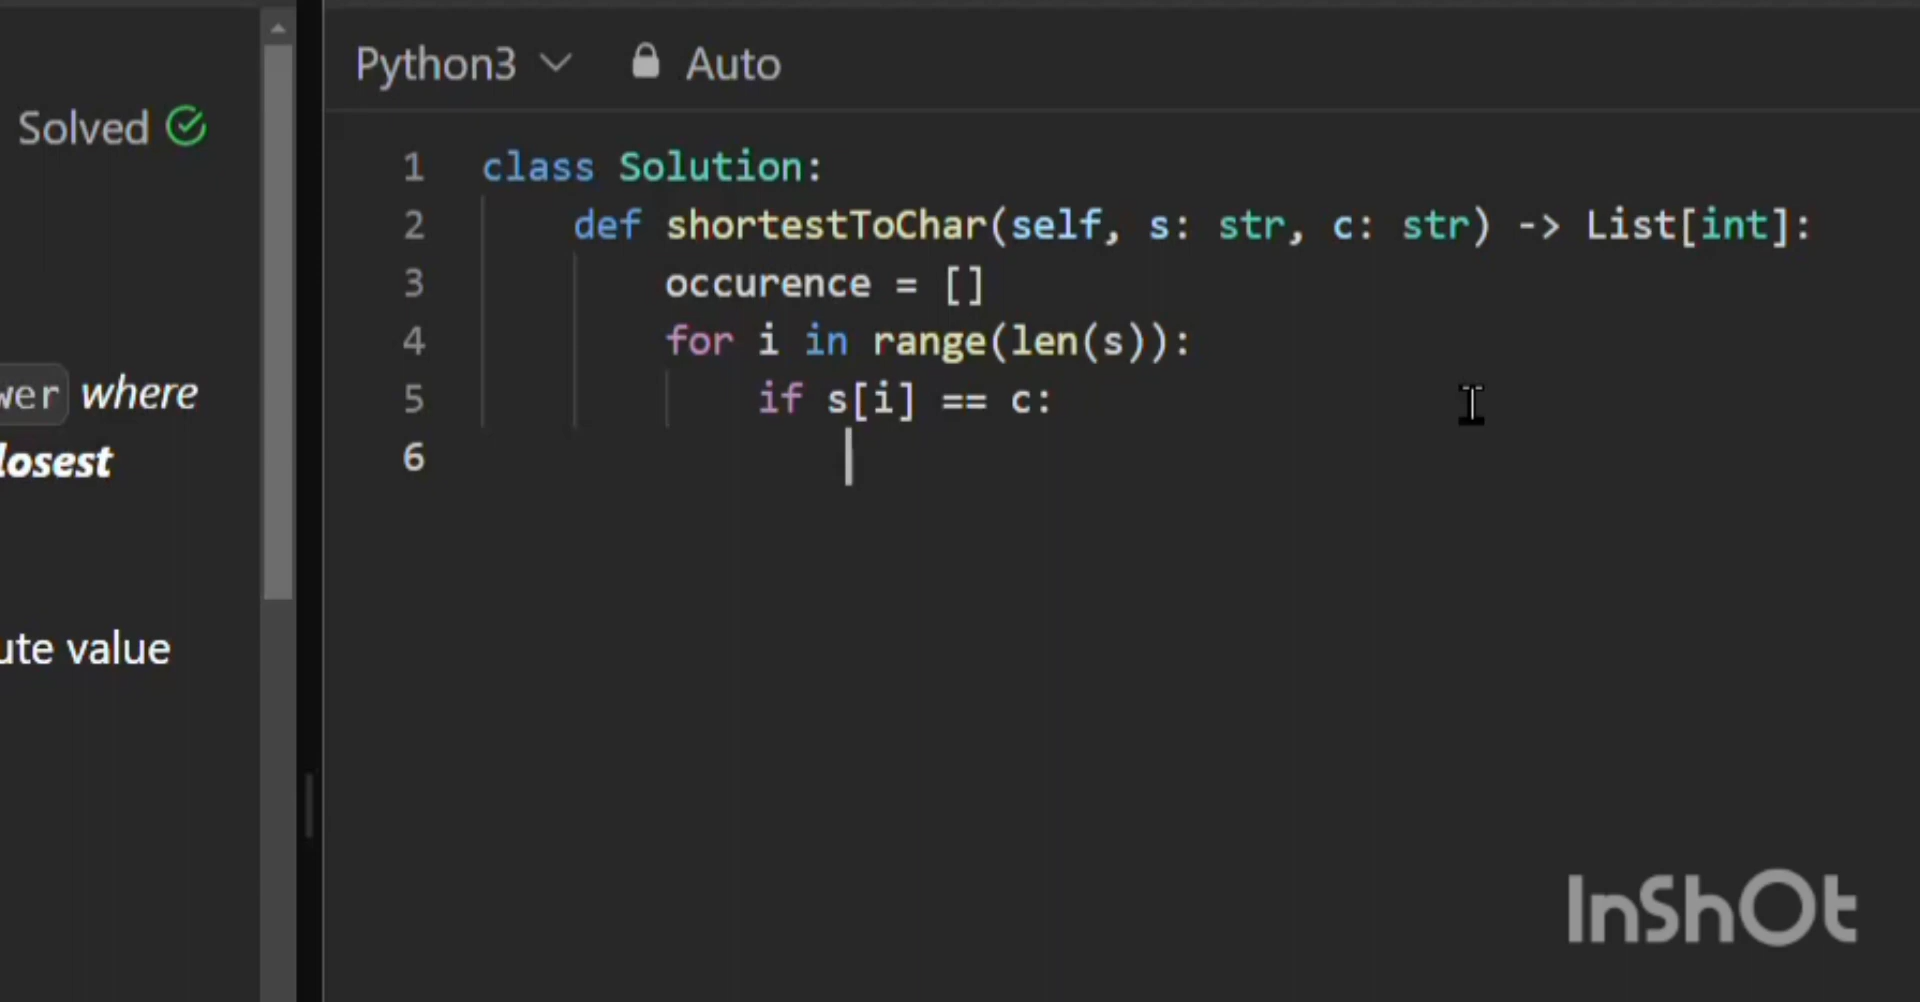 Python3 Auto
Solved
1 class Solution:
2 def shortestToChar(self, s: str, c: str) -> List[int]:
3 occurence = []
4 for i in range(len(s)):
5 if s[i] == c:
6
wer where
losest
ute value
InShOt